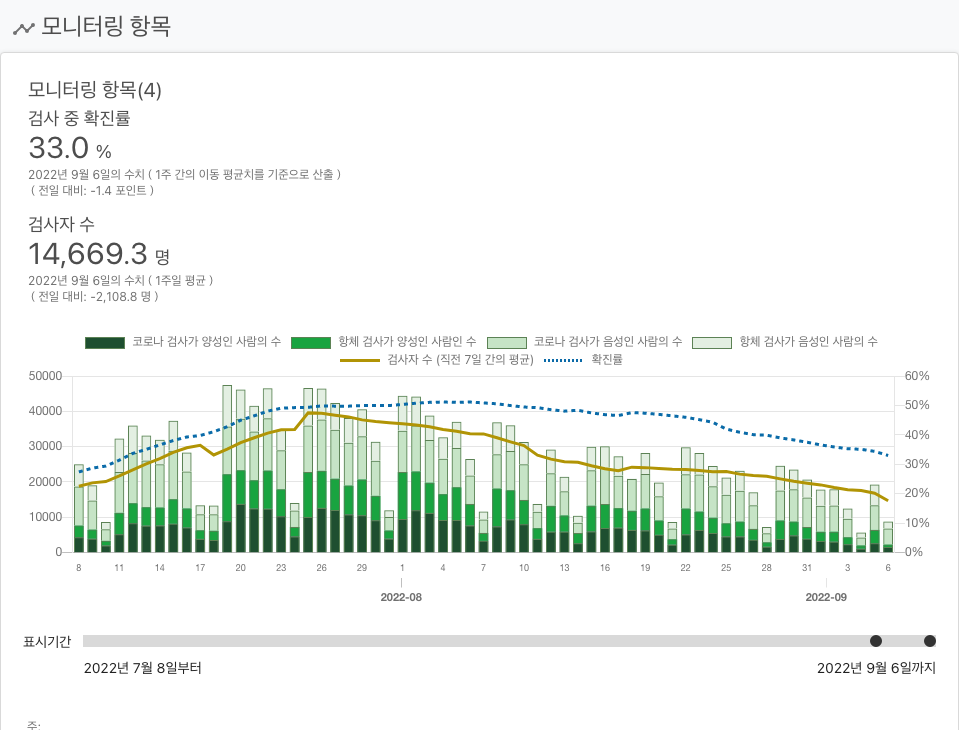 모니터링 항목
모니터링 항목(4)
검사 중 확진률
33.0 %
2022년 9월 6일의 수치 ( 1주 간의 이동 평균치를 기준으로 산출 )
( 전일 대비: -1.4 포인트 )
검사자 수
14,669.3 명
2022년 9월 6일의 수치 ( 1주일 평균 )
( 전일 대비: -2,108.8 명 )
코로나 검사가 양성인 사람의 수 항체 검사가 양성인 사람인 수 코로나 검사가 음성인 사람의 수 항체 검사가 음성인 사람의 수
검사자 수 (직전 7일 간의 평균) 확진률
50000 60%
40000 50%
30000 40%
20000 30%
10000 20%
0 10%
0%
8 11 14 17 20 23 26 29 1 4 7 10 13 16 19 22 25 28 31 3 6
2022-08 2022-09
표시기간
2022년 7월 8일부터 2022년 9월 6일까지
주: